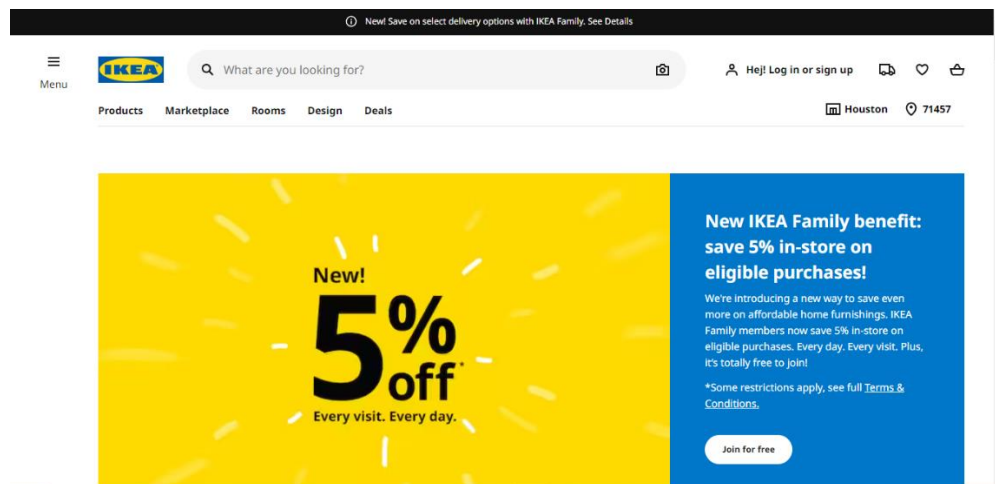 New! Save on select delivery options with IKEA Family. See Details
Menu
IKEA
What are you looking for?
Hej! Log in or sign up
Products Marketplace Rooms Design Deals
Houston 71457
New!
5%
off*
Every visit. Every day.
New IKEA Family benefit:
save 5% in-store on
eligible purchases!
We're introducing a new way to save even
more on affordable home furnishings. IKEA
Family members now save 5% in-store on
eligible purchases. Every day. Every visit. Plus,
it's totally free to join!
*Some restrictions apply, see full Terms &
Conditions.
Join for free